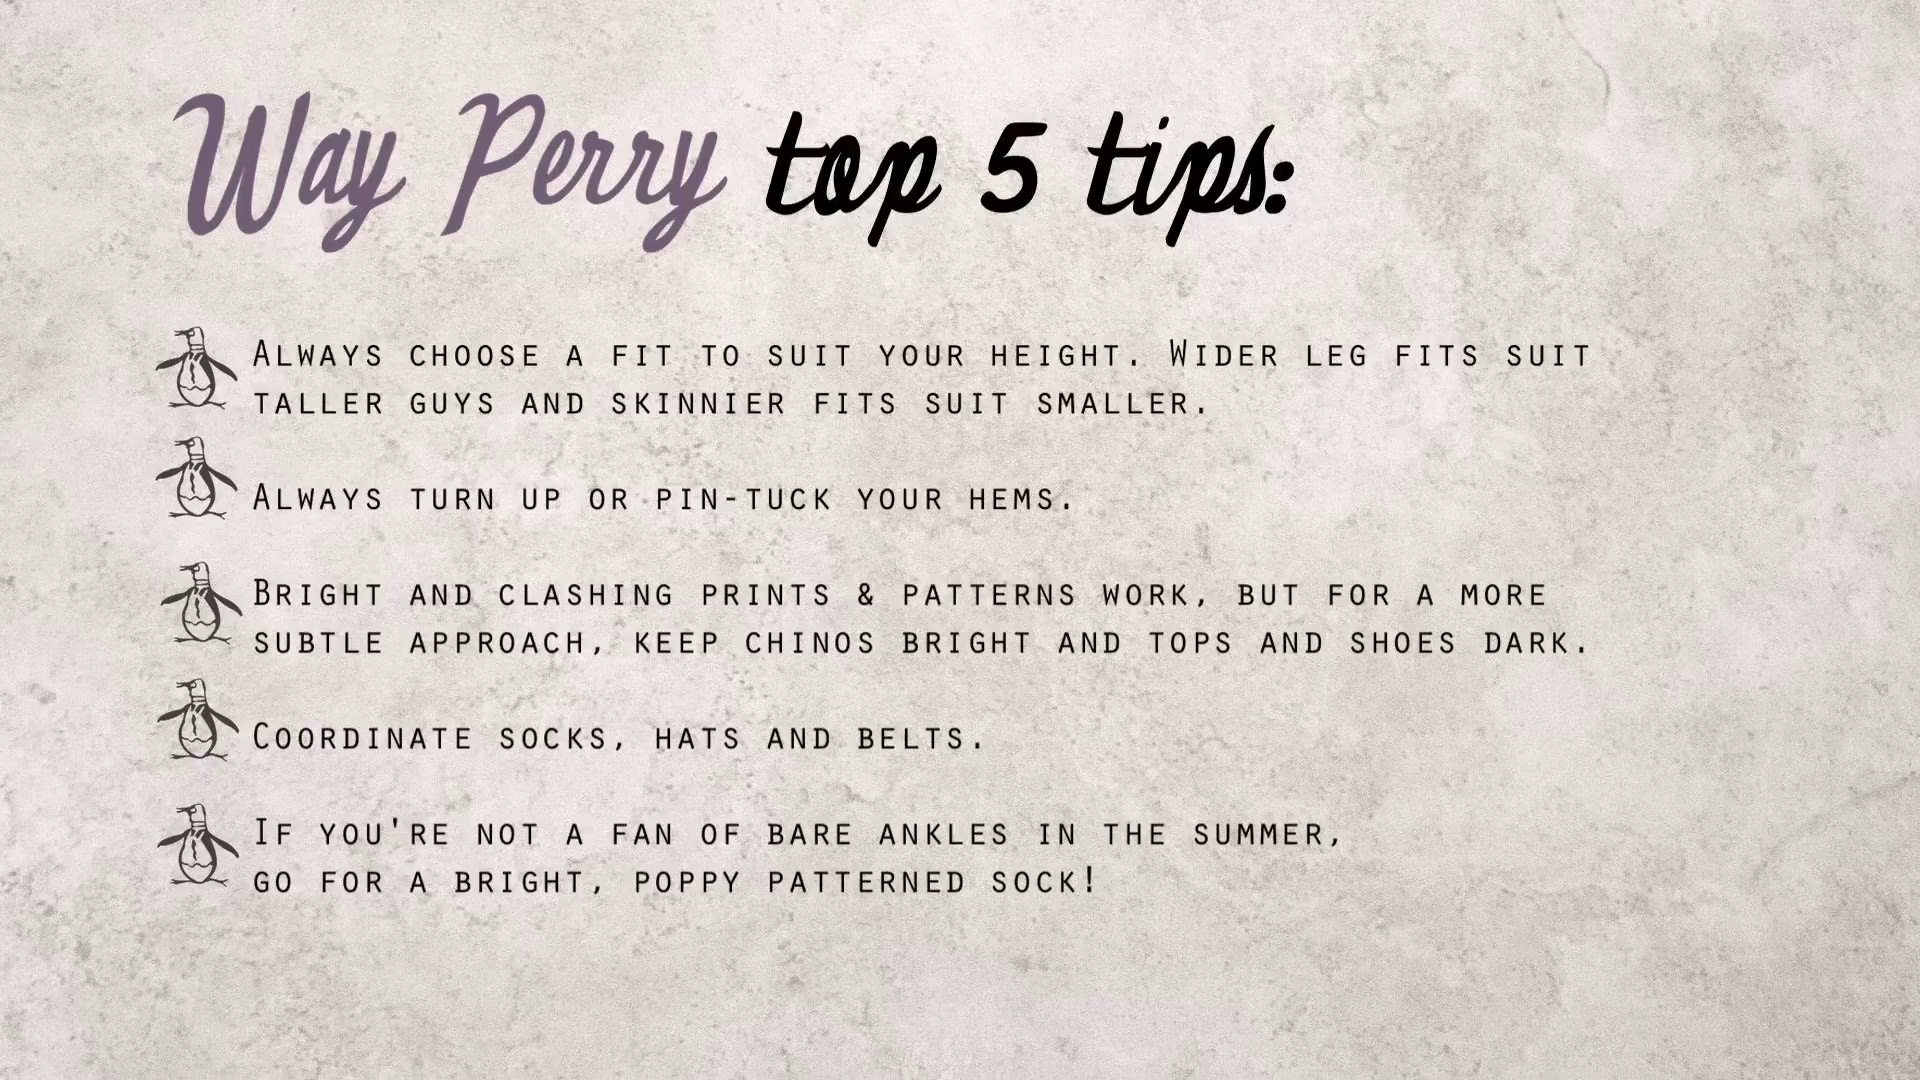 Way Perry top 5 tips:
Always choose a fit to suit your height. Wider leg fits suit
taller guys and skinnier fits suit smaller.
Always turn up or pin-tuck your hems.
Bright and clashing prints & patterns work, but for a more
subtle approach, keep chinos bright and tops and shoes dark.
Coordinate socks, hats and belts.
If you're not a fan of bare ankles in the summer,
go for a bright, poppy patterned sock!